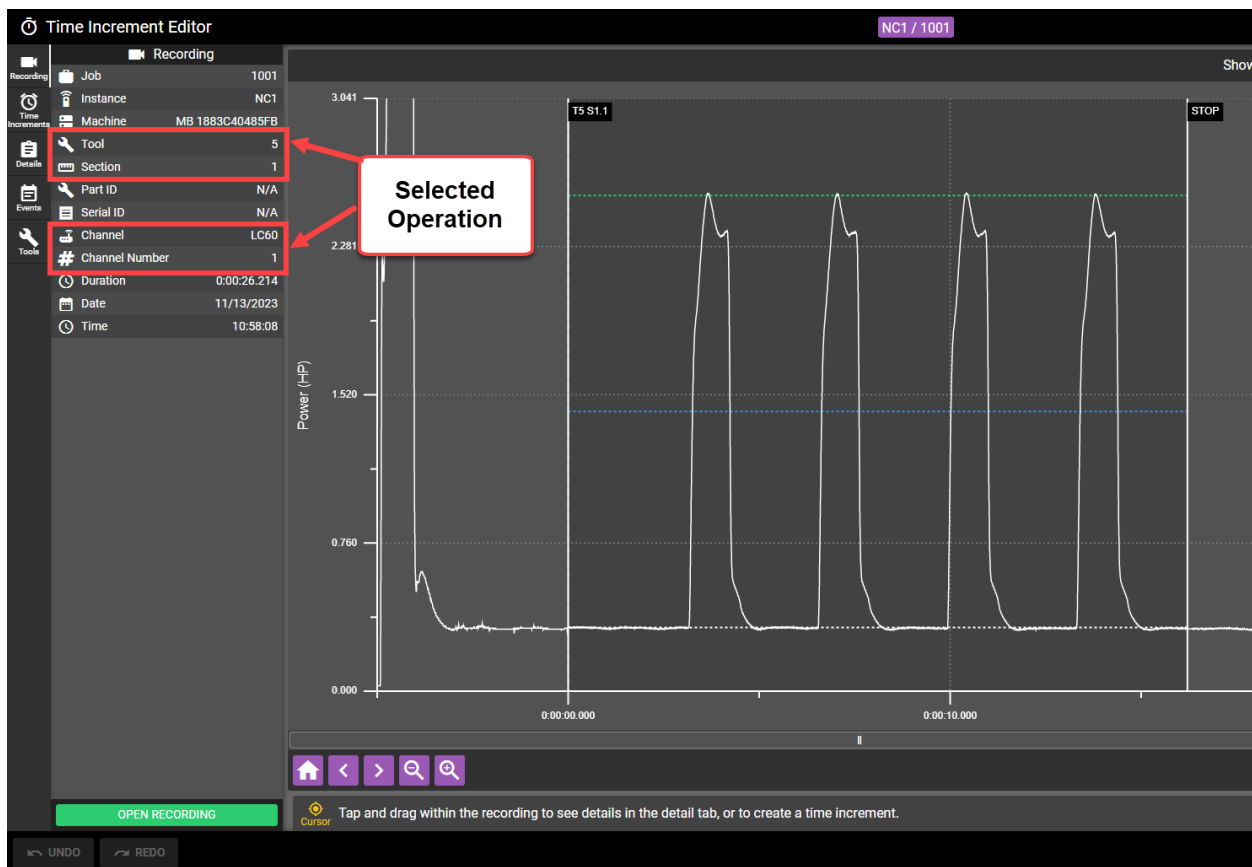 Time Increment Editor
NC1 / 1001
Recording
Time
Increments
Details
Events
Tools
Recording
Job 1001
Instance NC1
Machine MB 1883C40485FB
Tool 5
Section 1
Part ID N/A
Serial ID N/A
Channel LC60
Channel Number 1
Duration 0:00:26.214
Date 11/13/2023
Time 10:58:08
OPEN RECORDING
Selected
Operation
Show
Power (HP)
3.041
2.281
1.520
0.760
0.000
T5 S1.1
STOP
0:00:00.000
0:00:10.000
Cursor
Tap and drag within the recording to see details in the detail tab, or to create a time increment.
UNDO
REDO